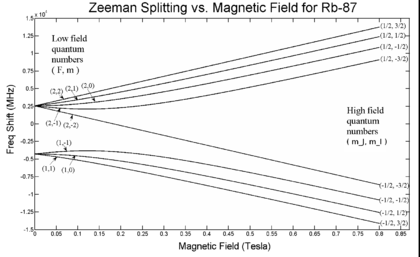 Zeeman Splitting vs. Magnetic Field for Rb-87
x 10⁴
1.5
1.25
1
0.75
0.5
0.25
0
-0.25
-0.5
-0.75
-1
-1.25
-1.5
Freq Shift (MHz)
Low field
quantum
numbers
( F, m )
(2,2) (2,1) (2,0)
(2,-1) (2,-2)
(1,-1)
(1,1) (1,0)
(1/2, 3/2)
(1/2, 1/2)
(1/2, -1/2)
(1/2, -3/2)
High field
quantum
numbers
( m_J, m_I )
(-1/2, -3/2)
(-1/2, -1/2)
(-1/2, 1/2)
(-1/2, 3/2)
0 0.05 0.1 0.15 0.2 0.25 0.3 0.35 0.4 0.45 0.5 0.55 0.6 0.65 0.7 0.75 0.8 0.85
Magnetic Field (Tesla)